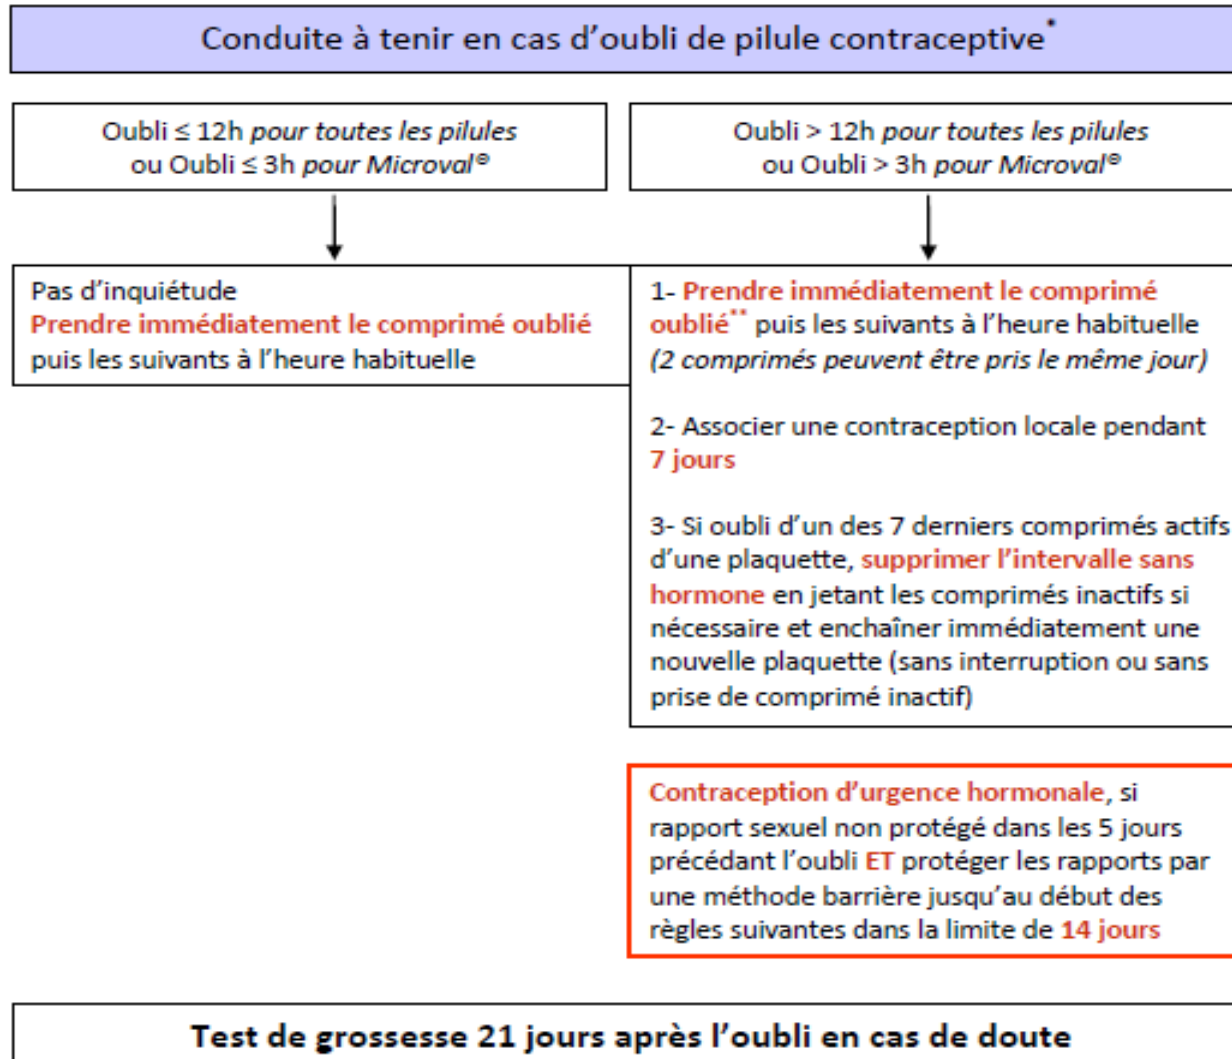 Conduite à tenir en cas d’oubli de pilule contraceptive*
Oubli ≤ 12h pour toutes les pilules
ou Oubli ≤ 3h pour Microval®
Oubli > 12h pour toutes les pilules
ou Oubli > 3h pour Microval®
Pas d’inquiétude
Prendre immédiatement le comprimé oublié
puis les suivants à l’heure habituelle
1- Prendre immédiatement le comprimé
oublié** puis les suivants à l’heure habituelle
(2 comprimés peuvent être pris le même jour)
2- Associer une contraception locale pendant
7 jours
3- Si oubli d’un des 7 derniers comprimés actifs
d’une plaquette, supprimer l’intervalle sans
hormone en jetant les comprimés inactifs si
nécessaire et enchaîner immédiatement une
nouvelle plaquette (sans interruption ou sans
prise de comprimé inactif)
Contraception d’urgence hormonale, si
rapport sexuel non protégé dans les 5 jours
précédant l’oubli ET protéger les rapports par
une méthode barrière jusqu’au début des
règles suivantes dans la limite de 14 jours
Test de grossesse 21 jours après l’oubli en cas de doute